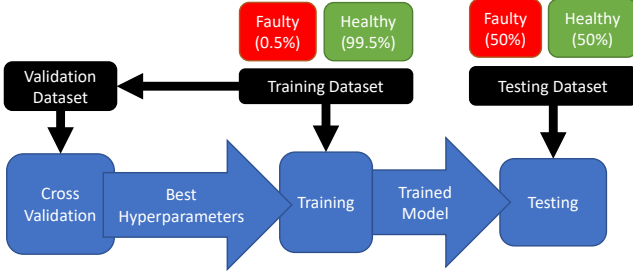 Faulty
(0.5%)
Healthy
(99.5%)
Faulty
(50%)
Healthy
(50%)
Validation
Dataset
Training Dataset
Testing Dataset
Cross
Validation
Best
Hyperparameters
Training
Trained
Model
Testing